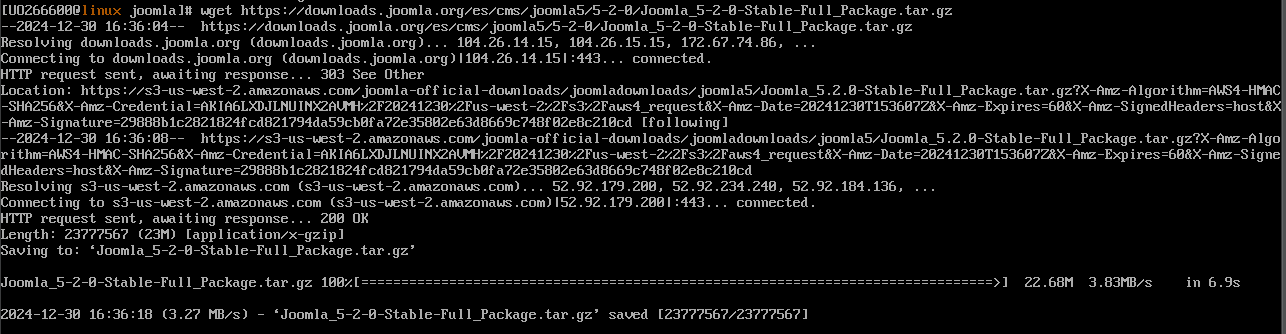 [UO266600@linux joomla]# wget https://downloads.joomla.org/es/cms/joomla5/5-2-0/Joomla_5-2-0-Stable-Full_Package.tar.gz
--2024-12-30 16:36:04--  https://downloads.joomla.org/es/cms/joomla5/5-2-0/Joomla_5-2-0-Stable-Full_Package.tar.gz
Resolving downloads.joomla.org (downloads.joomla.org)... 104.26.14.15, 104.26.15.15, 172.67.74.86, ...
Connecting to downloads.joomla.org (downloads.joomla.org)|104.26.14.15|:443... connected.
HTTP request sent, awaiting response... 303 See Other
Location: https://s3-us-west-2.amazonaws.com/joomla-official-downloads/joomladownloads/joomla5/Joomla_5.2.0-Stable-Full_Package.tar.gz?X-Amz-Algorithm=AWS4-HMAC
-SHA256&X-Amz-Credential=AKIA6LXDJLNUINX2AVMH%2F20241230%2Fus-west-2%2Fs3%2Faws4_request&X-Amz-Date=20241230T153607Z&X-Amz-Expires=60&X-Amz-SignedHeaders=host&X
-Amz-Signature=29888b1c2821824fcd821794da59cb0fa72e35802e63d8669c748f02e8c210cd [following]
--2024-12-30 16:36:08--  https://s3-us-west-2.amazonaws.com/joomla-official-downloads/joomladownloads/joomla5/Joomla_5.2.0-Stable-Full_Package.tar.gz?X-Amz-Algo
rithm=AWS4-HMAC-SHA256&X-Amz-Credential=AKIA6LXDJLNUINX2AVMH%2F20241230%2Fus-west-2%2Fs3%2Faws4_request&X-Amz-Date=20241230T153607Z&X-Amz-Expires=60&X-Amz-Signe
dHeaders=host&X-Amz-Signature=29888b1c2821824fcd821794da59cb0fa72e35802e63d8669c748f02e8c210cd
Resolving s3-us-west-2.amazonaws.com (s3-us-west-2.amazonaws.com)... 52.92.179.200, 52.92.234.240, 52.92.184.136, ...
Connecting to s3-us-west-2.amazonaws.com (s3-us-west-2.amazonaws.com)|52.92.179.200|:443... connected.
HTTP request sent, awaiting response... 200 OK
Length: 23777567 (23M) [application/x-gzip]
Saving to: ‘Joomla_5-2-0-Stable-Full_Package.tar.gz’
Joomla_5-2-0-Stable-Full_Package.tar.gz 100%[===============================================================================>]  22.68M  3.83MB/s    in 6.9s
2024-12-30 16:36:18 (3.27 MB/s) - ‘Joomla_5-2-0-Stable-Full_Package.tar.gz’ saved [23777567/23777567]